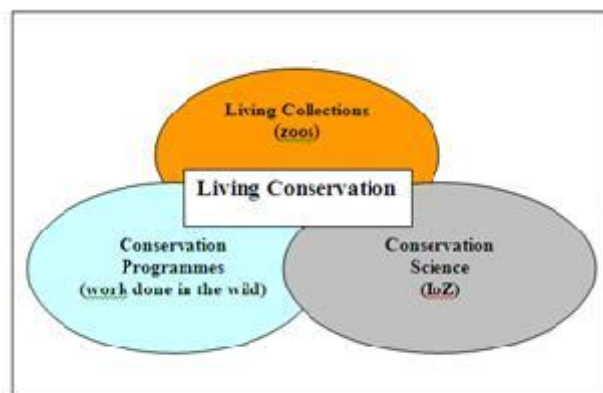 Living Collections
(zoos)
Living Conservation
Conservation
Programmes
(work done in the wild)
Conservation
Science
(IoZ)